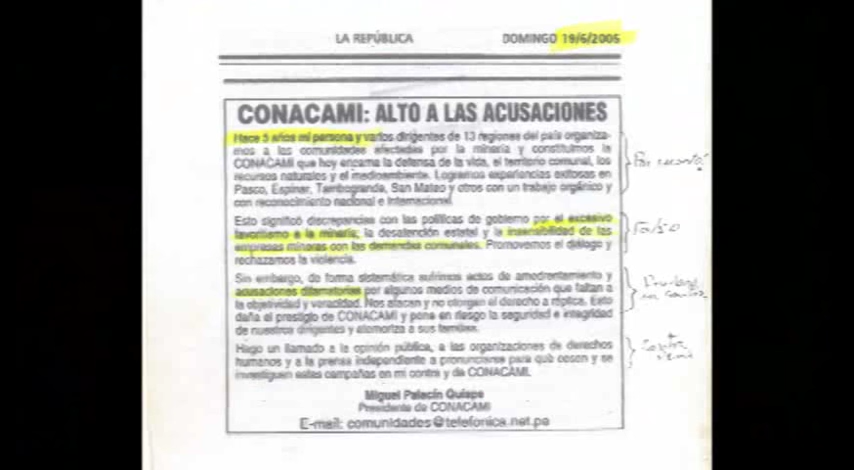 LA REPÚBLICA DOMINGO 19/6/2005
CONACAMI: ALTO A LAS ACUSACIONES
Hace 5 años mi persona y varios dirigentes de 13 regiones del país organiza-
mos a las comunidades afectadas por la minería y constituimos la
CONACAMI que hoy encarna la defensa de la vida, el territorio comunal, los
recursos naturales y el medioambiente. Logramos experiencias exitosas en
Pasco, Espinar, Tambogrande, San Mateo y otros con un trabajo orgánico y
con reconocimiento nacional e internacional.
Esto significó discrepancias con las políticas de gobierno por el excesivo
favoritismo a la minería, la desatención estatal y la insensibilidad de las
empresas mineras con las demandas comunales. Promovemos el diálogo y
rechazamos la violencia.
Sin embargo, de forma sistemática sufrimos actos de amedrentamiento y
acusaciones difamatorias por algunos medios de comunicación que faltan a
la objetividad y veracidad. Nos atacan y no otorgan el derecho a réplica. Esto
daña el prestigio de CONACAMI y pone en riesgo la seguridad e integridad
de nuestros dirigentes y atemoriza a sus familias.
Hago un llamado a la opinión pública, a las organizaciones de derechos
humanos y a la prensa independiente a pronunciarse para que cesen y se
investiguen estas campañas en mi contra y de CONACAMI.
Miguel Palacín Quispe
Presidente de CONACAMI
E-mail: comunidades@telefonica.net.pe